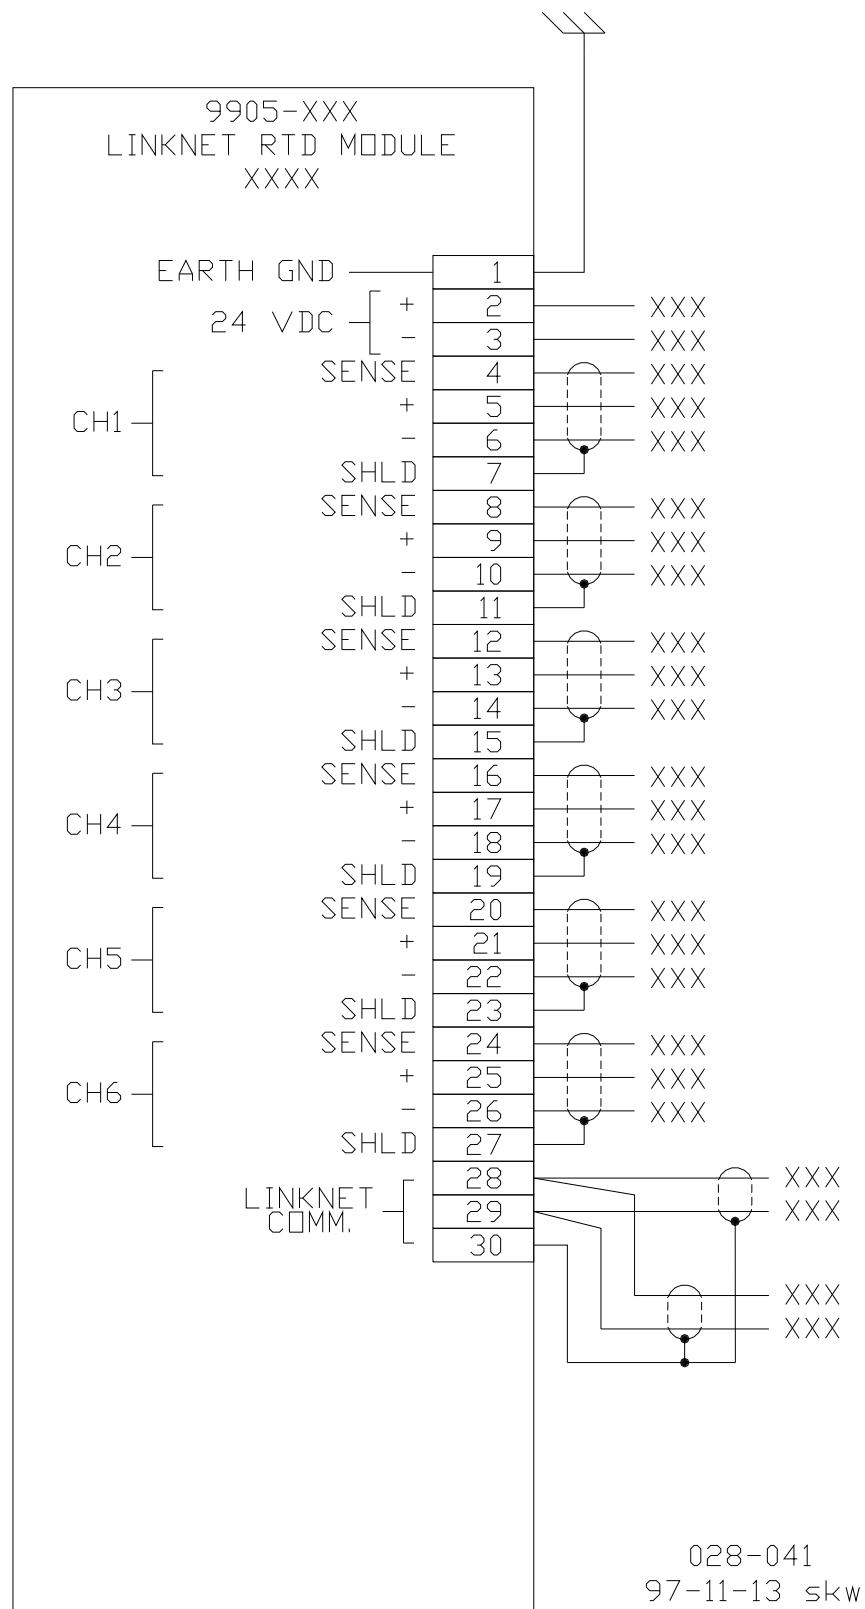 9905-XXX
LINKNET RTD MODULE
XXXX
EARTH GND 1
24 VDC
+ 2 XXX
- 3 XXX
CH1
SENSE 4 XXX
+ 5 XXX
- 6 XXX
SHLD 7
CH2
SENSE 8 XXX
+ 9 XXX
- 10 XXX
SHLD 11
CH3
SENSE 12 XXX
+ 13 XXX
- 14 XXX
SHLD 15
CH4
SENSE 16 XXX
+ 17 XXX
- 18 XXX
SHLD 19
CH5
SENSE 20 XXX
+ 21 XXX
- 22 XXX
SHLD 23
CH6
SENSE 24 XXX
+ 25 XXX
- 26 XXX
SHLD 27
LINKNET
COMM.
28 XXX
29 XXX
30
XXX
XXX
028-041
97-11-13 skw